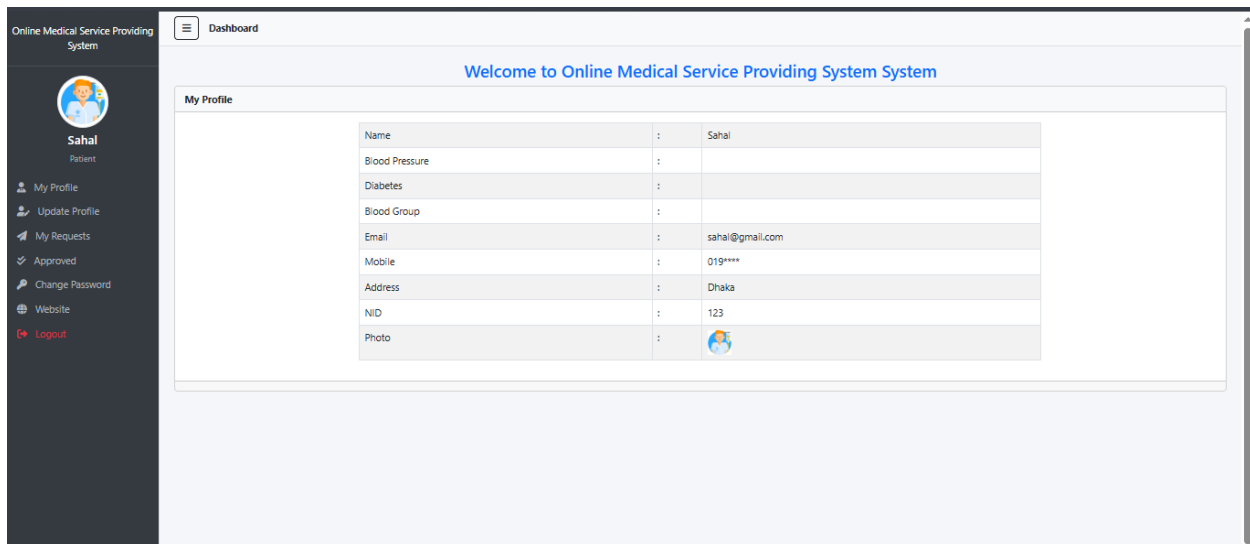 Online Medical Service Providing
System
Sahal
Patient
My Profile
Update Profile
My Requests
Approved
Change Password
Website
Logout
Dashboard
Welcome to Online Medical Service Providing System System
My Profile
Name : Sahal
Blood Pressure :
Diabetes :
Blood Group :
Email : sahal@gmail.com
Mobile : 019****
Address : Dhaka
NID : 123
Photo :